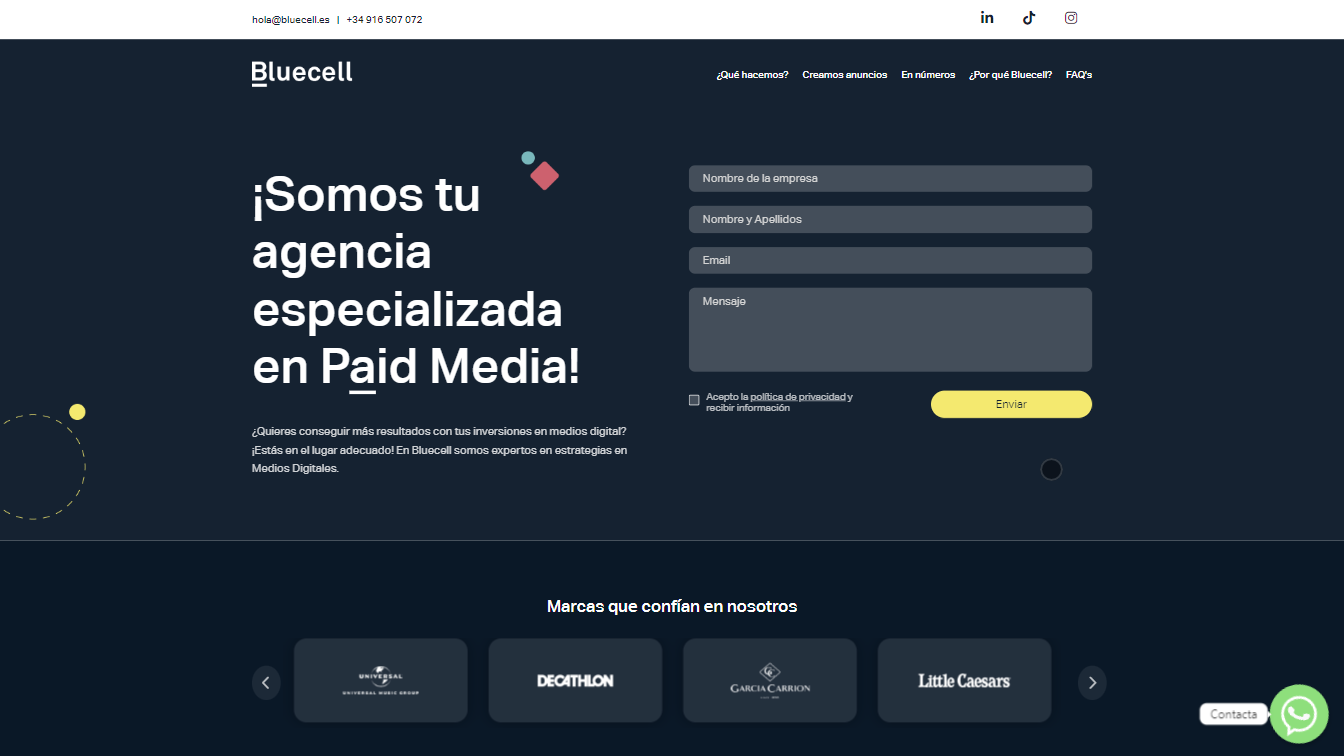 hola@bluecell.es | +34 916 507 072
Bluecell
¿Qué hacemos? Creamos anuncios En números ¿Por qué Bluecell? FAQ's
¡Somos tu
agencia
especializada
en Paid Media!
¿Quieres conseguir más resultados con tus inversiones en medios digital?
¡Estás en el lugar adecuado! En Bluecell somos expertos en estrategias en
Medios Digitales.
Nombre de la empresa
Nombre y Apellidos
Email
Mensaje
Acepto la política de privacidad y
recibir información
Enviar
Marcas que confían en nosotros
UNIVERSAL
UNIVERSAL MUSIC GROUP
DECATHLON
GARCIA CARRION
Little Caesars
Contacta